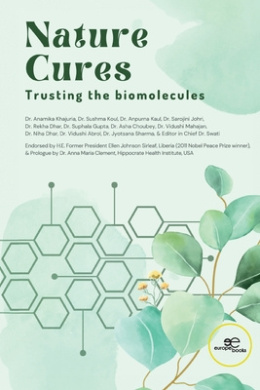 Nature
Cures
Trusting the biomolecules
Dr. Anamika Khajuria, Dr. Sushma Koul, Dr. Anpurna Kaul, Dr. Sarojini Johri,
Dr. Rekha Dhar, Dr. Suphala Gupta, Dr. Asha Choubey, Dr. Vidushi Mahajan,
Dr. Niha Dhar, Dr. Vidushi Abrol, Dr. Jyotsana Sharma, & Editor in Chief Dr. Swati
Endorsed by H.E. Former President Ellen Johnson Sirleaf, Liberia (2011 Nobel Peace Prize winner),
& Prologue by Dr. Anna Maria Clement, Hippocrate Health Institute, USA
europe
books